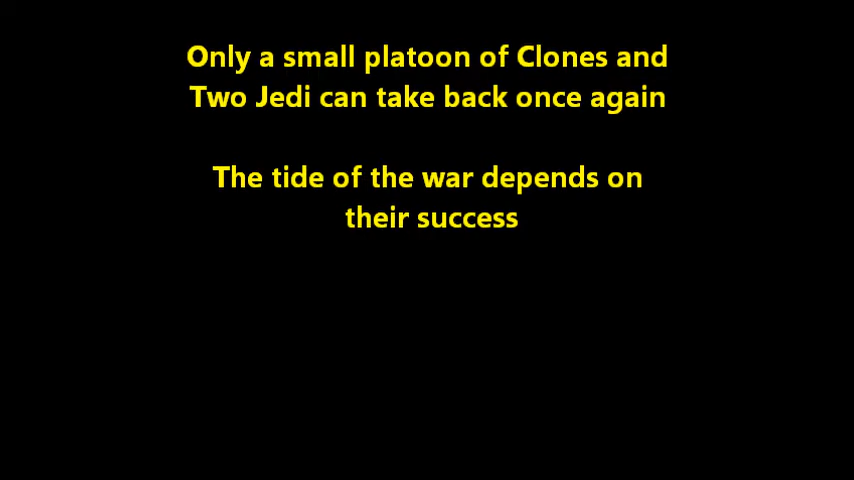 Only a small platoon of Clones and
Two Jedi can take back once again
The tide of the war depends on
their success